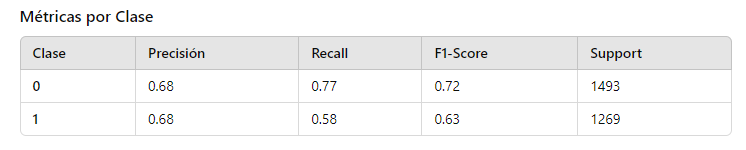 Métricas por Clase
Clase Precisión Recall F1-Score Support
0 0.68 0.77 0.72 1493
1 0.68 0.58 0.63 1269